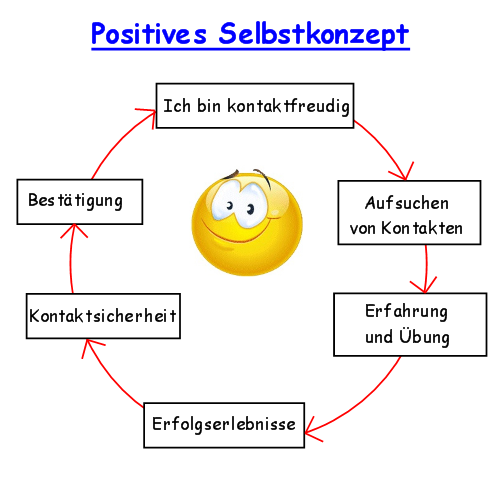 Positives Selbstkonzept
Ich bin kontaktfreudig
Aufsuchen
von Kontakten
Erfahrung
und Übung
Erfolgserlebnisse
Kontaktsicherheit
Bestätigung